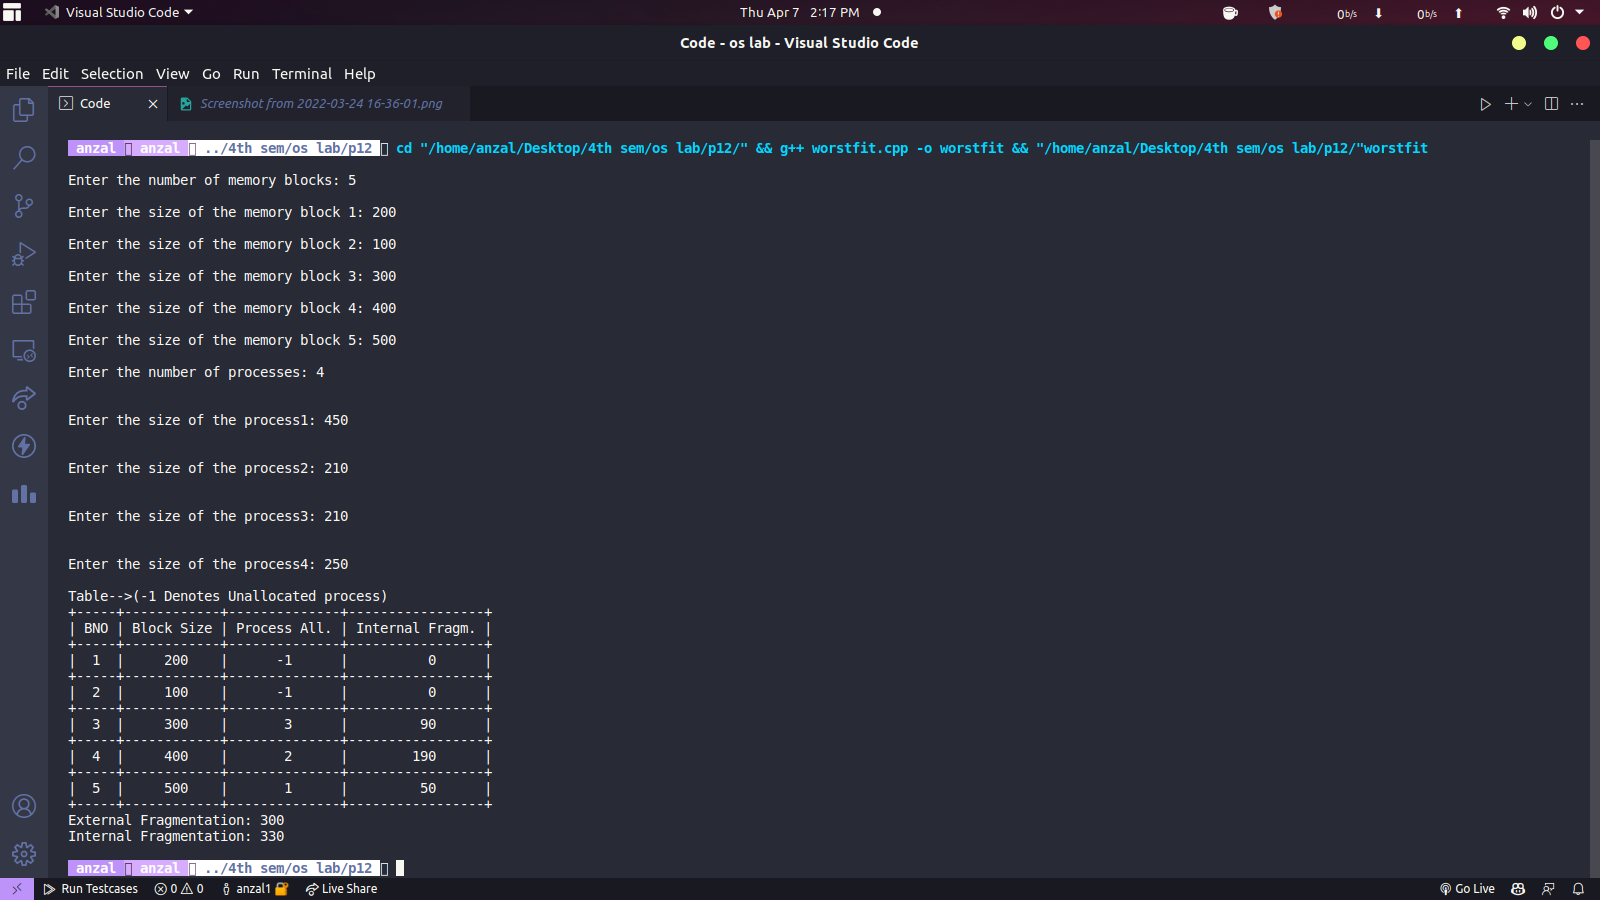 Visual Studio Code
Thu Apr 7 2:17 PM
0 b/s
0 b/s
Code - os lab - Visual Studio Code
File Edit Selection View Go Run Terminal Help
Code
Screenshot from 2022-03-24 16-36-01.png
anzal anzal ../4th sem/os lab/p12 cd "/home/anzal/Desktop/4th sem/os lab/p12/" && g++ worstfit.cpp -o worstfit && "/home/anzal/Desktop/4th sem/os lab/p12/"worstfit
Enter the number of memory blocks: 5
Enter the size of the memory block 1: 200
Enter the size of the memory block 2: 100
Enter the size of the memory block 3: 300
Enter the size of the memory block 4: 400
Enter the size of the memory block 5: 500
Enter the number of processes: 4
Enter the size of the process1: 450
Enter the size of the process2: 210
Enter the size of the process3: 210
Enter the size of the process4: 250
Table-->(-1 Denotes Unallocated process)
+-----+------------+--------------+-----------------+
| BNO | Block Size | Process All. | Internal Fragm. |
+-----+------------+--------------+-----------------+
|  1  |     200    |      -1      |          0      |
+-----+------------+--------------+-----------------+
|  2  |     100    |      -1      |          0      |
+-----+------------+--------------+-----------------+
|  3  |     300    |       3      |         90      |
+-----+------------+--------------+-----------------+
|  4  |     400    |       2      |        190      |
+-----+------------+--------------+-----------------+
|  5  |     500    |       1      |         50      |
+-----+------------+--------------+-----------------+
External Fragmentation: 300
Internal Fragmentation: 330
anzal anzal ../4th sem/os lab/p12
Run Testcases 0 0 anzal1 Live Share Go Live